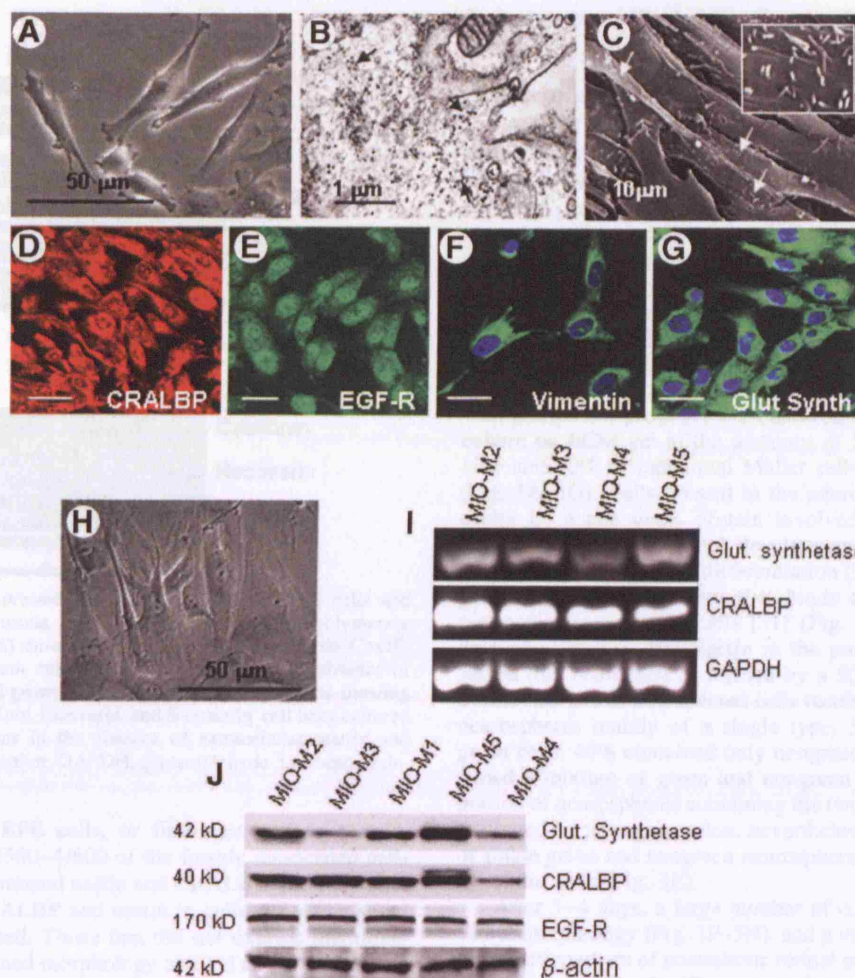 A
50 µm
B
1 µm
C
10µm
D
CRALBP
E
EGF-R
F
Vimentin
G
Glut Synth
H
50 µm
I
MIO-M2
MIO-M3
MIO-M4
MIO-M5
Glut. synthetase
CRALBP
GAPDH
J
MIO-M2
MIO-M3
MIO-M1
MIO-M5
MIO-M4
42 kD
Glut. Synthetase
40 kD
CRALBP
170 kD
EGF-R
42 kD
β-actin